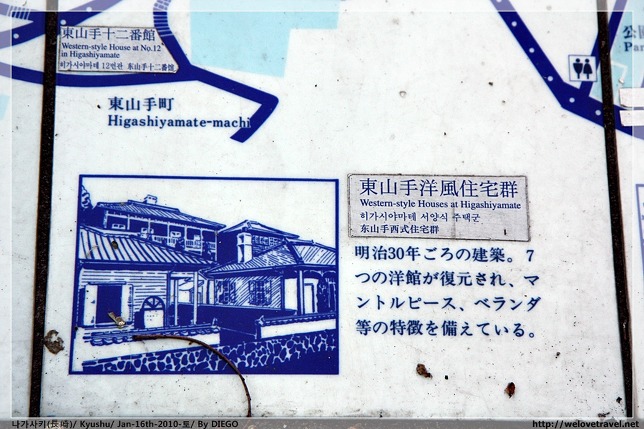 東山手十二番館
Western-style House at No.12
in Higashiyamate
히가시야마테 12번관 东山手十二番馆
東山手町
Higashiyamate-machi
東山手洋風住宅群
Western-style Houses at Higashiyamate
히가시야마테 서양식 주택군
东山手西式住宅群
明治30年ごろの建築。7
つの洋館が復元され、マ
ントルピース、ベランダ
等の特徴を備えている。
나가사키(長崎)/ Kyushu/ Jan-16th-2010-토/ By DIEGO
http://welovetravel.net